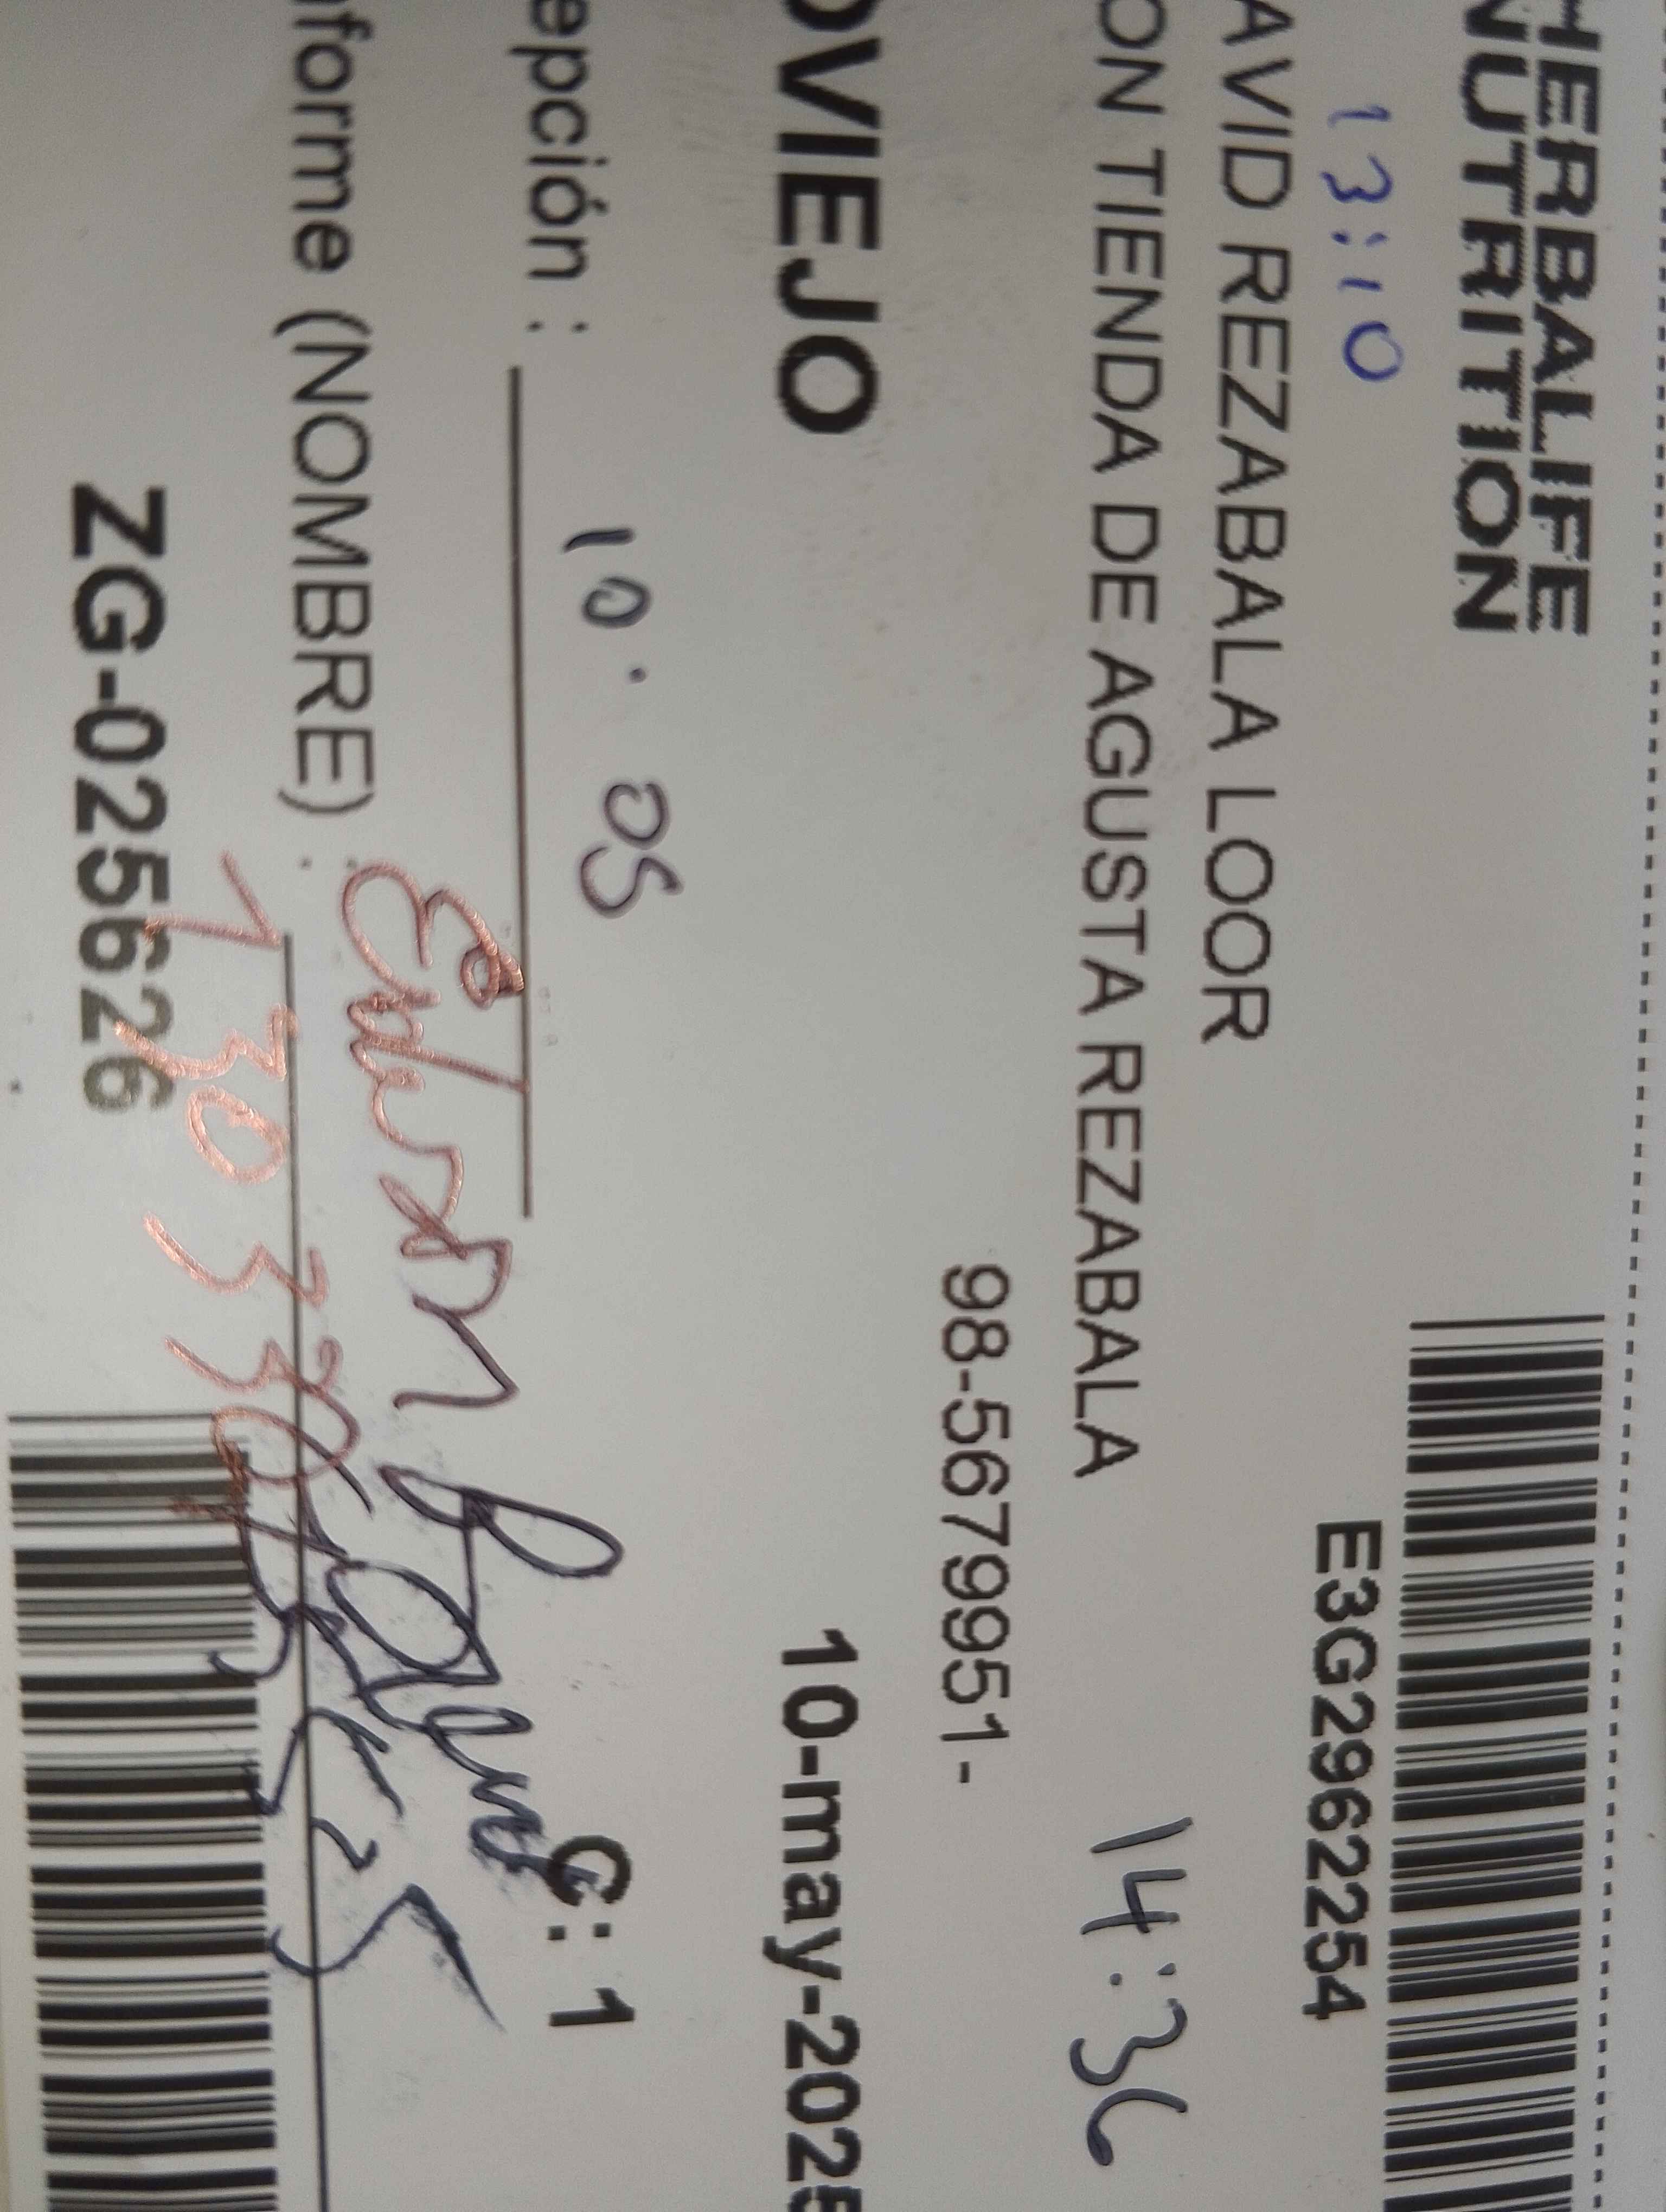 HERBALIFE
NUTRITION
13:10
E3G2962254
AVID REZABALA LOOR
ON TIENDA DE AGUSTA REZABALA
14:36
98-5679951-
OVIEJO
10-may-2025
epción :
10. 05
C: 1
nforme (NOMBRE) :
ZG-025626